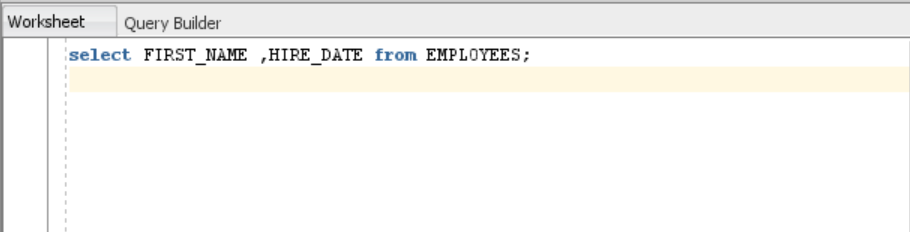 Worksheet Query Builder
select FIRST_NAME ,HIRE_DATE from EMPLOYEES;